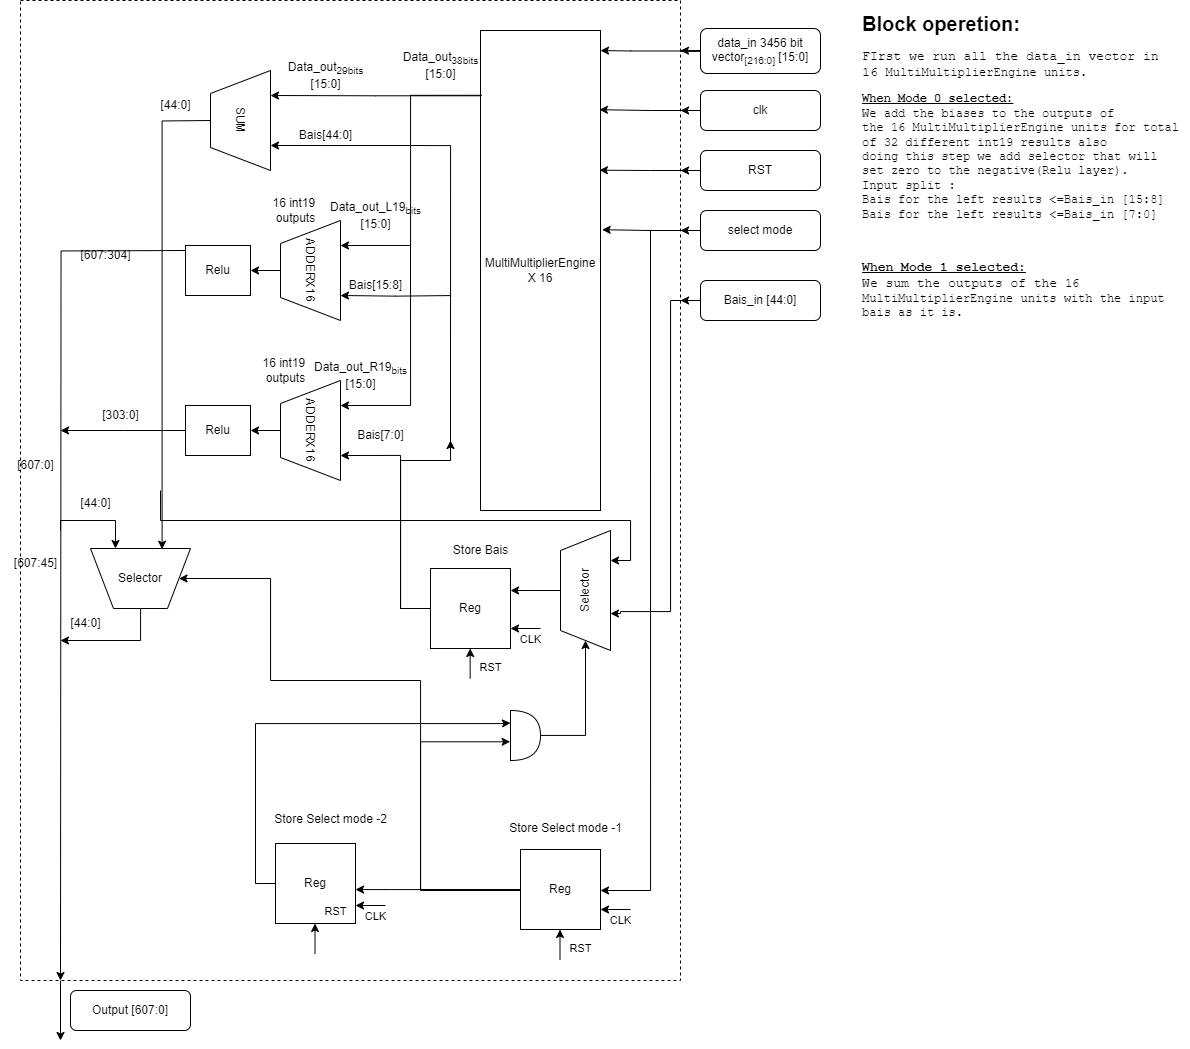 Block operetion:
FIrst we run all the data_in vector in
16 MultiMultiplierEngine units.
When Mode 0 selected:
We add the biases to the outputs of
the 16 MultiMultiplierEngine units for total
of 32 different int19 results also
doing this step we add selector that will
set zero to the negative(Relu layer).
Input split :
Bais for the left results <=Bais_in [15:8]
Bais for the left results <=Bais_in [7:0]
When Mode 1 selected:
We sum the outputs of the 16
MultiMultiplierEngine units with the input
bais as it is.
data_in 3456 bit
vector[216:0] [15:0]
clk
RST
select mode
Bais_in [44:0]
MultiMultiplierEngine
X 16
Data_out38bits
[15:0]
Data_out29bits
[15:0]
[44:0]
SUM
Bais[44:0]
16 int19
outputs
Data_out_L19bits
[15:0]
ADDERX16
Relu
[607:304]
Bais[15:8]
16 int19
outputs
Data_out_R19bits
[15:0]
ADDERX16
Relu
[303:0]
Bais[7:0]
[607:0]
[44:0]
[607:45]
Selector
[44:0]
Store Bais
Reg
CLK
RST
Selector
Store Select mode -2
Reg
RST
CLK
Store Select mode -1
Reg
CLK
RST
Output [607:0]